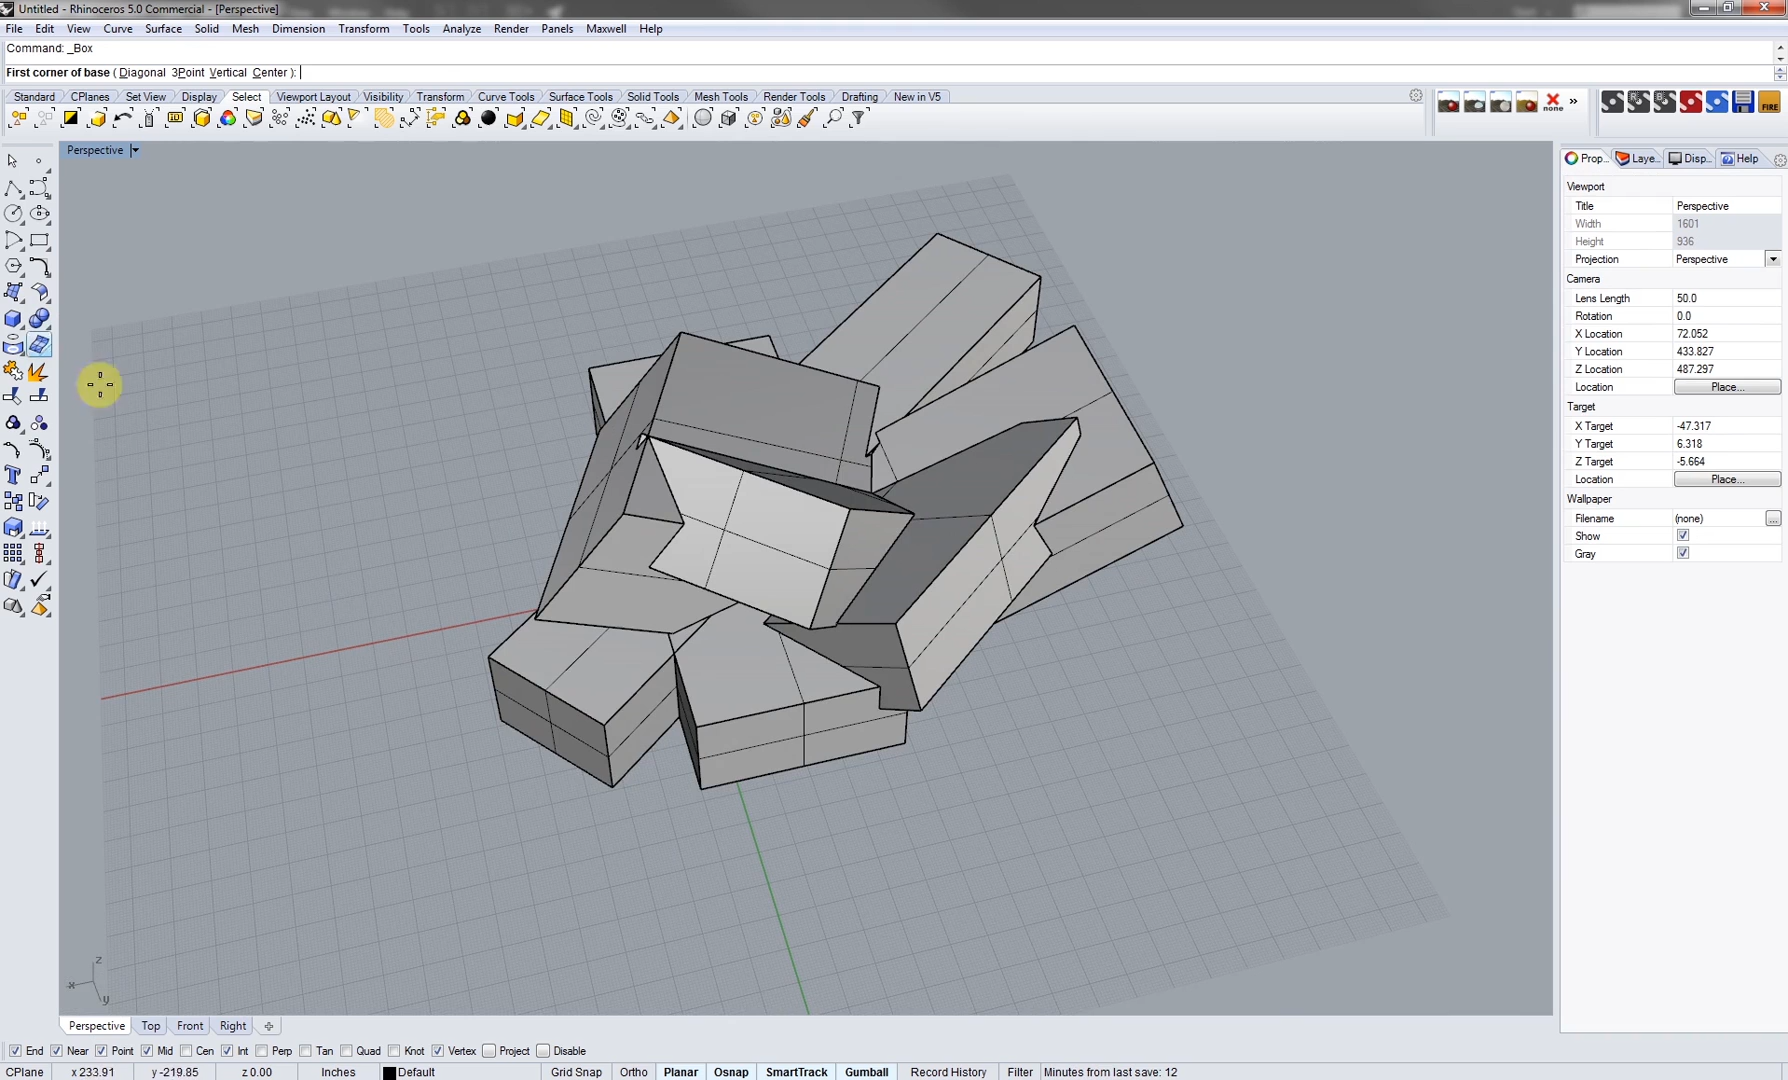 Untitled - Rhinoceros 5.0 Commercial - [Perspective]
File Edit View Curve Surface Solid Mesh Dimension Transform Tools Analyze Render Panels Maxwell Help
Command: _Box
First corner of base ( Diagonal 3Point Vertical Center ):
Standard CPlanes Set View Display Select Viewport Layout Visibility Transform Curve Tools Surface Tools Solid Tools Mesh Tools Render Tools Drafting New in V5
none » FIRE
Perspective
Prop... Laye... Disp... Help
Viewport
Title Perspective
Width 1601
Height 936
Projection Perspective
Camera
Lens Length 50.0
Rotation 0.0
X Location 72.052
Y Location 433.827
Z Location 487.297
Location Place...
Target
X Target -47.317
Y Target 6.318
Z Target -5.664
Location Place...
Wallpaper
Filename (none) ...
Show
Gray
z
x
y
Perspective Top Front Right
End Near Point Mid Cen Int Perp Tan Quad Knot Vertex Project Disable
CPlane x 233.91 y -219.85 z 0.00 Inches Default Grid Snap Ortho Planar Osnap SmartTrack Gumball Record History Filter Minutes from last save: 12